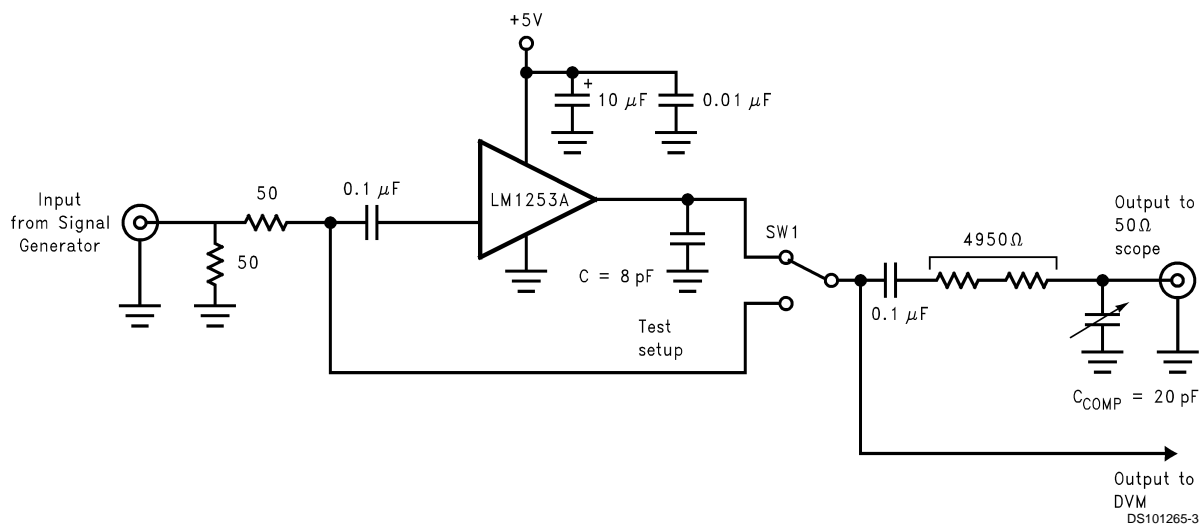 +5V
+
10 µF
0.01 µF
Input
from Signal
Generator
50
50
0.1 µF
LM1253A
C = 8 pF
SW1
Test
setup
4950Ω
0.1 µF
Output to
50Ω
scope
CCOMP = 20 pF
Output to
DVM
DS101265-3